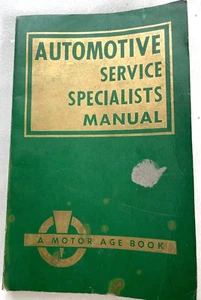 AUTOMOTIVE
SERVICE
SPECIALISTS
MANUAL
A MOTOR AGE BOOK